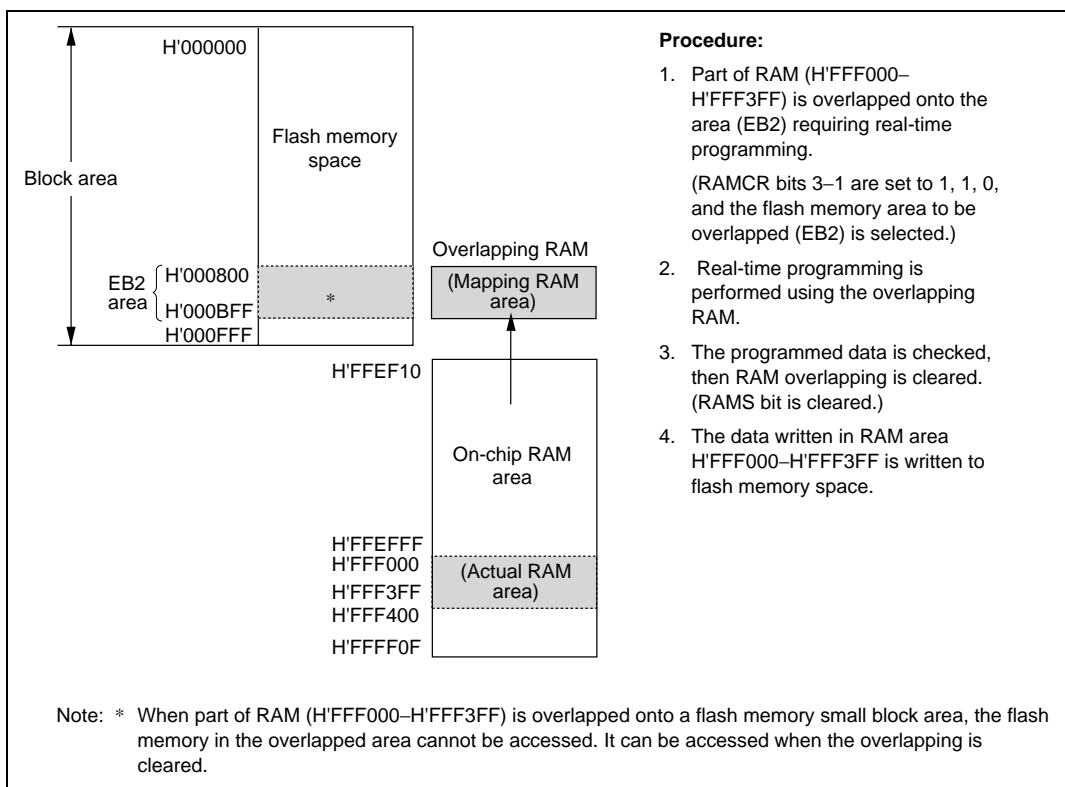 H'000000
Flash memory
space
Block area
EB2
area
H'000800
H'000BFF
H'000FFF
*
Overlapping RAM
(Mapping RAM
area)
H'FFEF10
On-chip RAM
area
H'FFEFFF
H'FFF000
H'FFF3FF
H'FFF400
H'FFFF0F
(Actual RAM
area)
Procedure:
1. Part of RAM (H'FFF000–
H'FFF3FF) is overlapped onto the
area (EB2) requiring real-time
programming.
(RAMCR bits 3–1 are set to 1, 1, 0,
and the flash memory area to be
overlapped (EB2) is selected.)
2. Real-time programming is
performed using the overlapping
RAM.
3. The programmed data is checked,
then RAM overlapping is cleared.
(RAMS bit is cleared.)
4. The data written in RAM area
H'FFF000–H'FFF3FF is written to
flash memory space.
Note: * When part of RAM (H'FFF000–H'FFF3FF) is overlapped onto a flash memory small block area, the flash
memory in the overlapped area cannot be accessed. It can be accessed when the overlapping is
cleared.